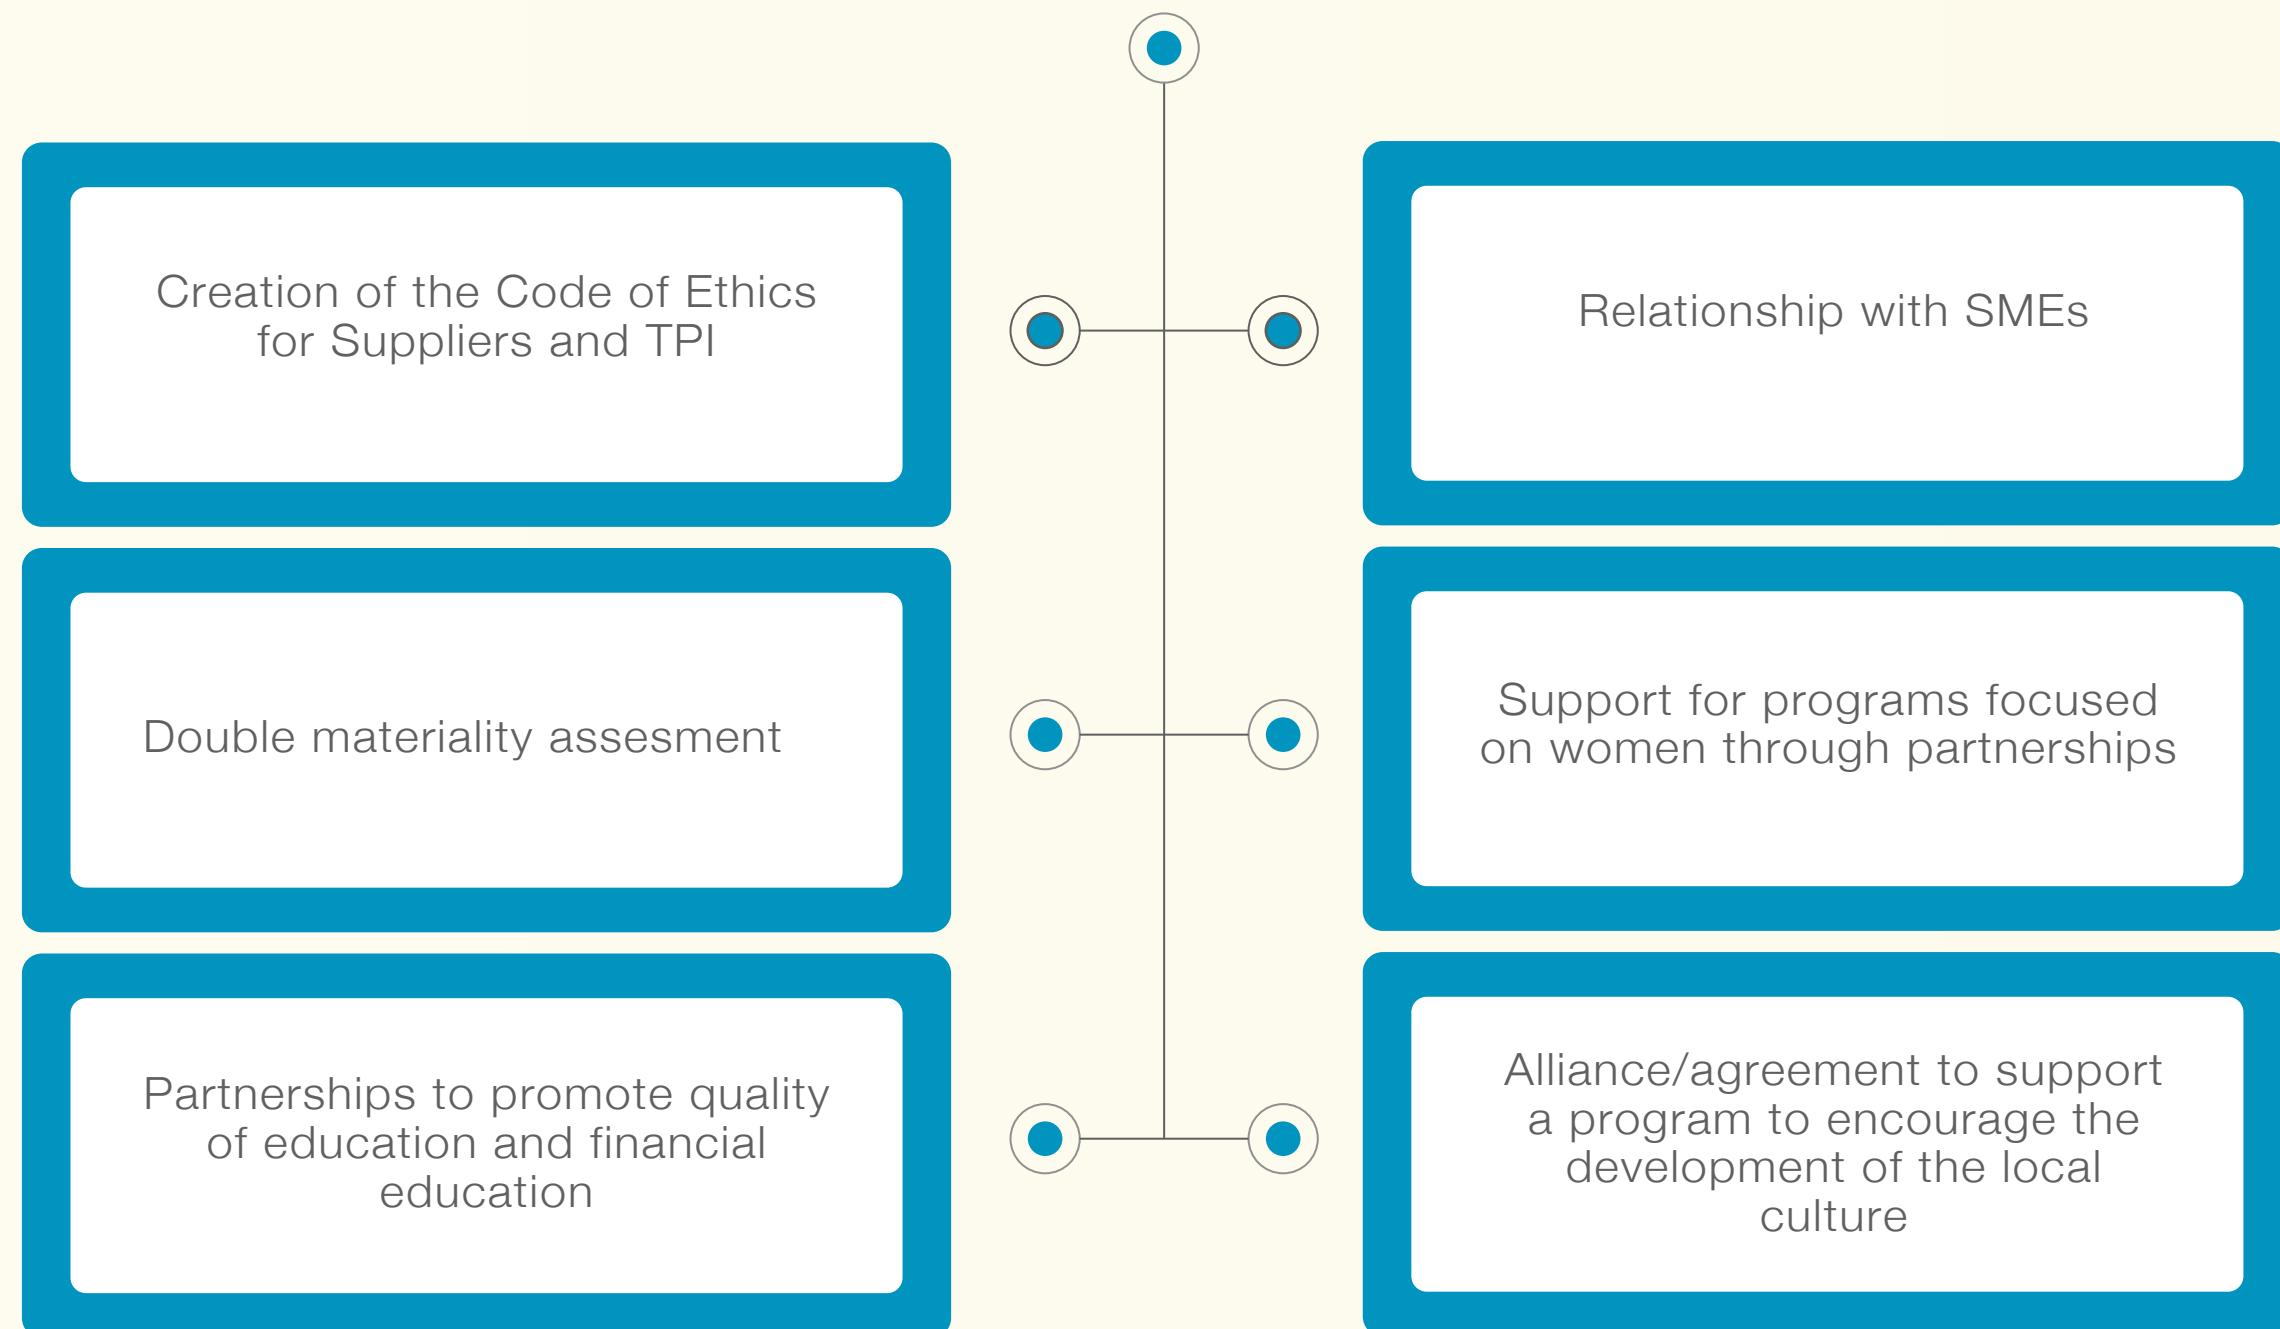 Creation of the Code of Ethics
for Suppliers and TPI
Relationship with SMEs
Double materiality assesment
Support for programs focused
on women through partnerships
Partnerships to promote quality
of education and financial
education
Alliance/agreement to support
a program to encourage the
development of the local
culture